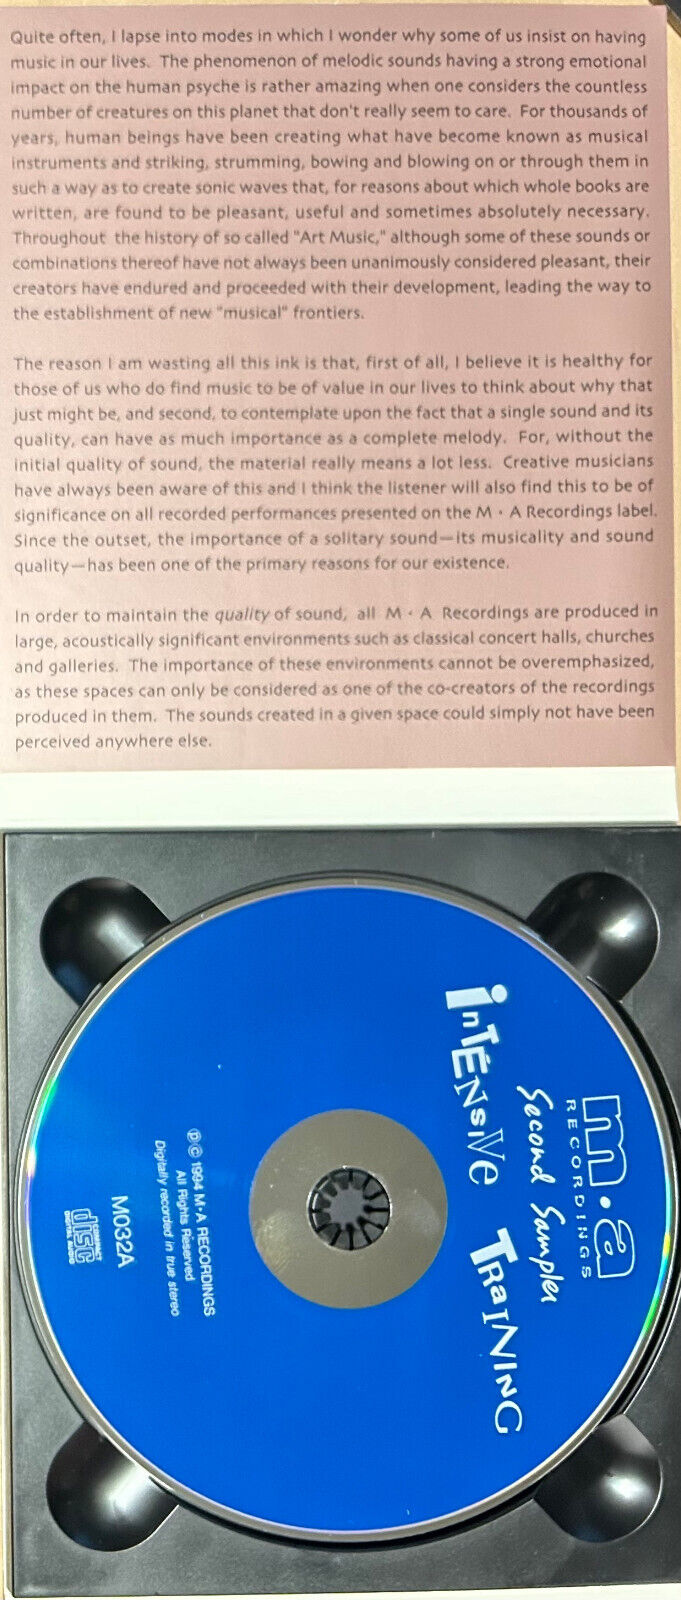 Quite often, I lapse into modes in which I wonder why some of us insist on having
music in our lives. The phenomenon of melodic sounds having a strong emotional
impact on the human psyche is rather amazing when one considers the countless
number of creatures on this planet that don't really seem to care. For thousands of
years, human beings have been creating what have become known as musical
instruments and striking, strumming, bowing and blowing on or through them in
such a way as to create sonic waves that, for reasons about which whole books are
written, are found to be pleasant, useful and sometimes absolutely necessary.
Throughout the history of so called "Art Music," although some of these sounds or
combinations thereof have not always been unanimously considered pleasant, their
creators have endured and proceeded with their development, leading the way to
the establishment of new "musical" frontiers.
The reason I am wasting all this ink is that, first of all, I believe it is healthy for
those of us who do find music to be of value in our lives to think about why that
just might be, and second, to contemplate upon the fact that a single sound and its
quality, can have as much importance as a complete melody. For, without the
initial quality of sound, the material really means a lot less. Creative musicians
have always been aware of this and I think the listener will also find this to be of
significance on all recorded performances presented on the M · A Recordings label.
Since the outset, the importance of a solitary sound—its musicality and sound
quality—has been one of the primary reasons for our existence.
In order to maintain the quality of sound, all M · A Recordings are produced in
large, acoustically significant environments such as classical concert halls, churches
and galleries. The importance of these environments cannot be overemphasized,
as these spaces can only be considered as one of the co-creators of the recordings
produced in them. The sounds created in a given space could simply not have been
perceived anywhere else.
m·a
RECORDINGS
Second Sampler
inTENSIVe TRaINING
℗© 1994 M·A RECORDINGS
All Rights Reserved
Digitally recorded in true stereo
M032A
COMPACT
disc
DIGITAL AUDIO